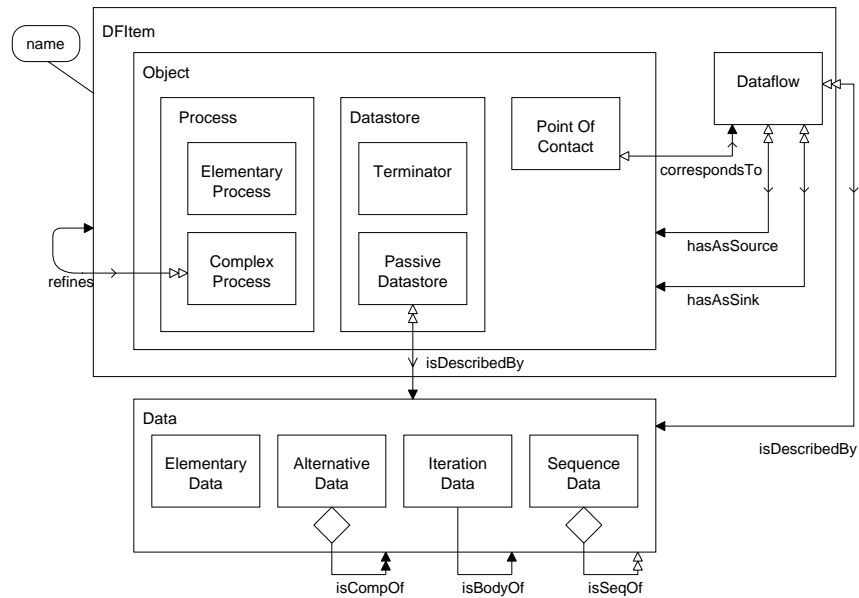 DFItem
name
Object
Dataflow
Process
Datastore
Point Of
Contact
Elementary
Process
Terminator
correspondsTo
Complex
Process
Passive
Datastore
hasAsSource
refines
hasAsSink
isDescribedBy
Data
isDescribedBy
Elementary
Data
Alternative
Data
Iteration
Data
Sequence
Data
isCompOf
isBodyOf
isSeqOf